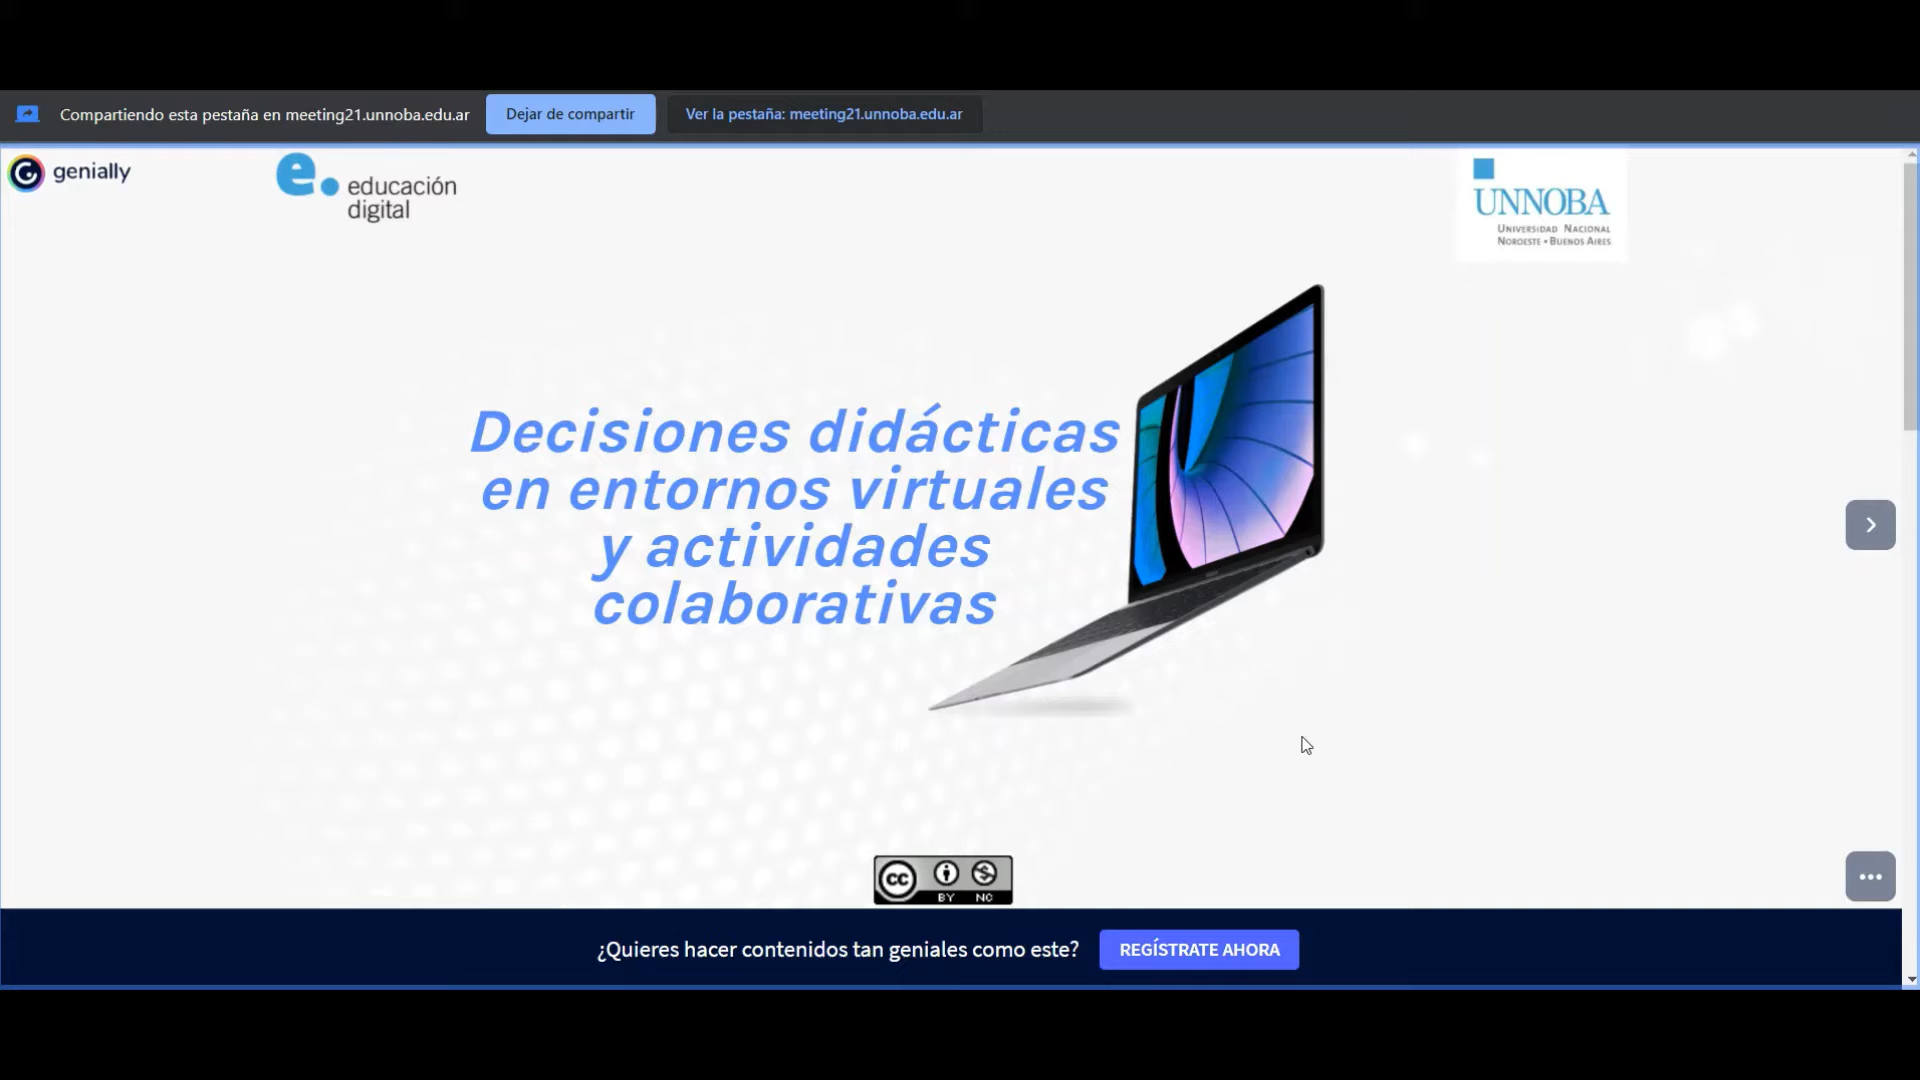 Compartiendo esta pestaña en meeting21.unnoba.edu.ar
Dejar de compartir
Ver la pestaña: meeting21.unnoba.edu.ar
genially
e.
educación
digital
UNNOBA
UNIVERSIDAD NACIONAL
NOROESTE • BUENOS AIRES
Decisiones didácticas
en entornos virtuales
y actividades
colaborativas
CC
BY NC
¿Quieres hacer contenidos tan geniales como este?
REGÍSTRATE AHORA